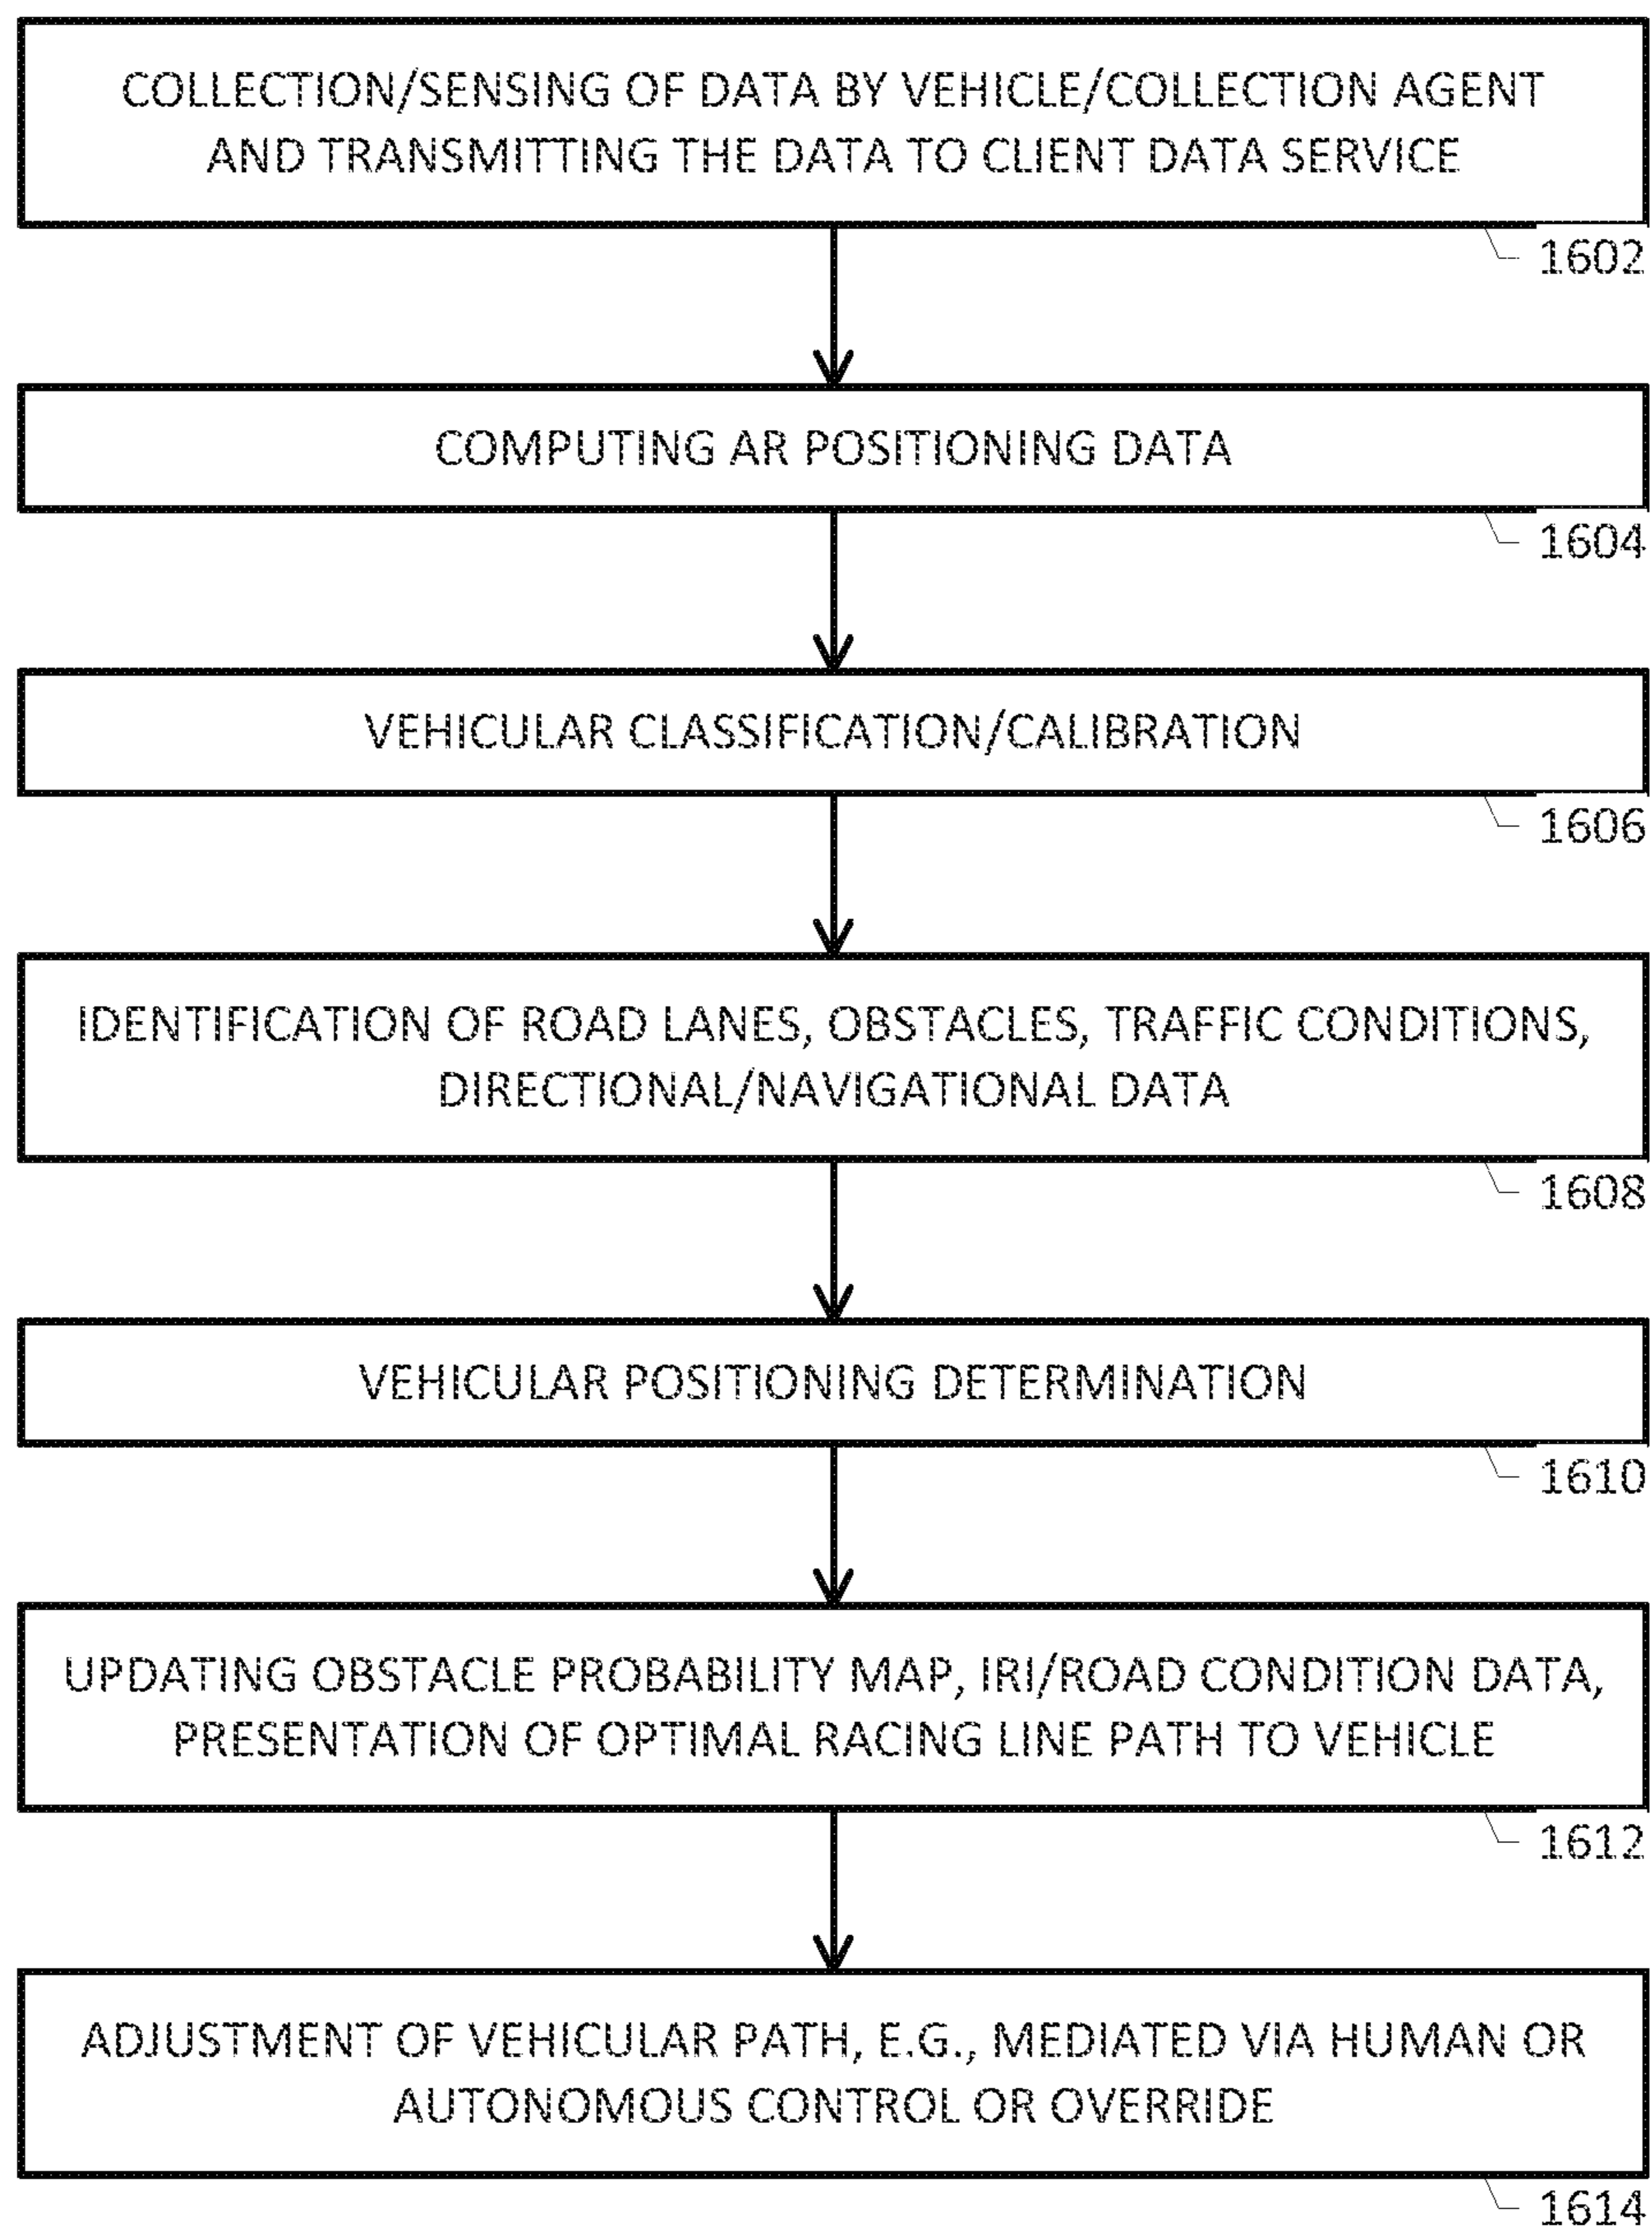 COLLECTION/SENSING OF DATA BY VEHICLE/COLLECTION AGENT
AND TRANSMITTING THE DATA TO CLIENT DATA SERVICE
1602
COMPUTING AR POSITIONING DATA
1604
VEHICULAR CLASSIFICATION/CALIBRATION
1606
IDENTIFICATION OF ROAD LANES, OBSTACLES, TRAFFIC CONDITIONS,
DIRECTIONAL/NAVIGATIONAL DATA
1608
VEHICULAR POSITIONING DETERMINATION
1610
UPDATING OBSTACLE PROBABILITY MAP, IRI/ROAD CONDITION DATA,
PRESENTATION OF OPTIMAL RACING LINE PATH TO VEHICLE
1612
ADJUSTMENT OF VEHICULAR PATH, E.G., MEDIATED VIA HUMAN OR
AUTONOMOUS CONTROL OR OVERRIDE
1614